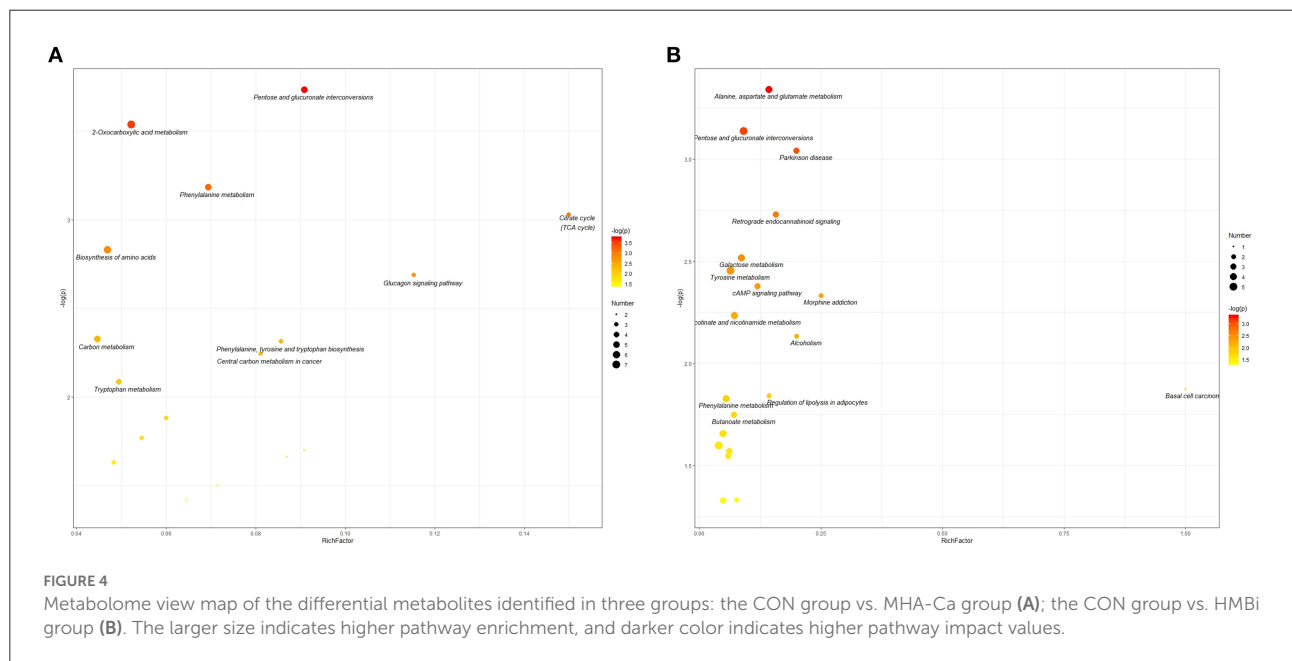 A
Pentose and glucuronate interconversions
2-Oxocarboxylic acid metabolism
Phenylalanine metabolism
Citrate cycle
(TCA cycle)
Biosynthesis of amino acids
Glucagon signaling pathway
Carbon metabolism
Phenylalanine, tyrosine and tryptophan biosynthesis
Central carbon metabolism in cancer
Tryptophan metabolism
3
2
-log(p)
0.04 0.06 0.08 0.10 0.12 0.14
RichFactor
-log(p)
3.5
3.0
2.5
2.0
1.5
Number
2
3
4
5
6
7
B
Alanine, aspartate and glutamate metabolism
Pentose and glucuronate interconversions
Parkinson disease
Retrograde endocannabinoid signaling
Galactose metabolism
Tyrosine metabolism
cAMP signaling pathway
Morphine addiction
cotinate and nicotinamide metabolism
Alcoholism
Phenylalanine metabolism
Regulation of lipolysis in adipocytes
Basal cell carcinom
Butanoate metabolism
3.0
2.5
2.0
1.5
-log(p)
0.00 0.25 0.50 0.75 1.00
RichFactor
Number
1
2
3
4
5
-log(p)
3.0
2.5
2.0
1.5
FIGURE 4
Metabolome view map of the differential metabolites identified in three groups: the CON group vs. MHA-Ca group (A); the CON group vs. HMBi
group (B). The larger size indicates higher pathway enrichment, and darker color indicates higher pathway impact values.